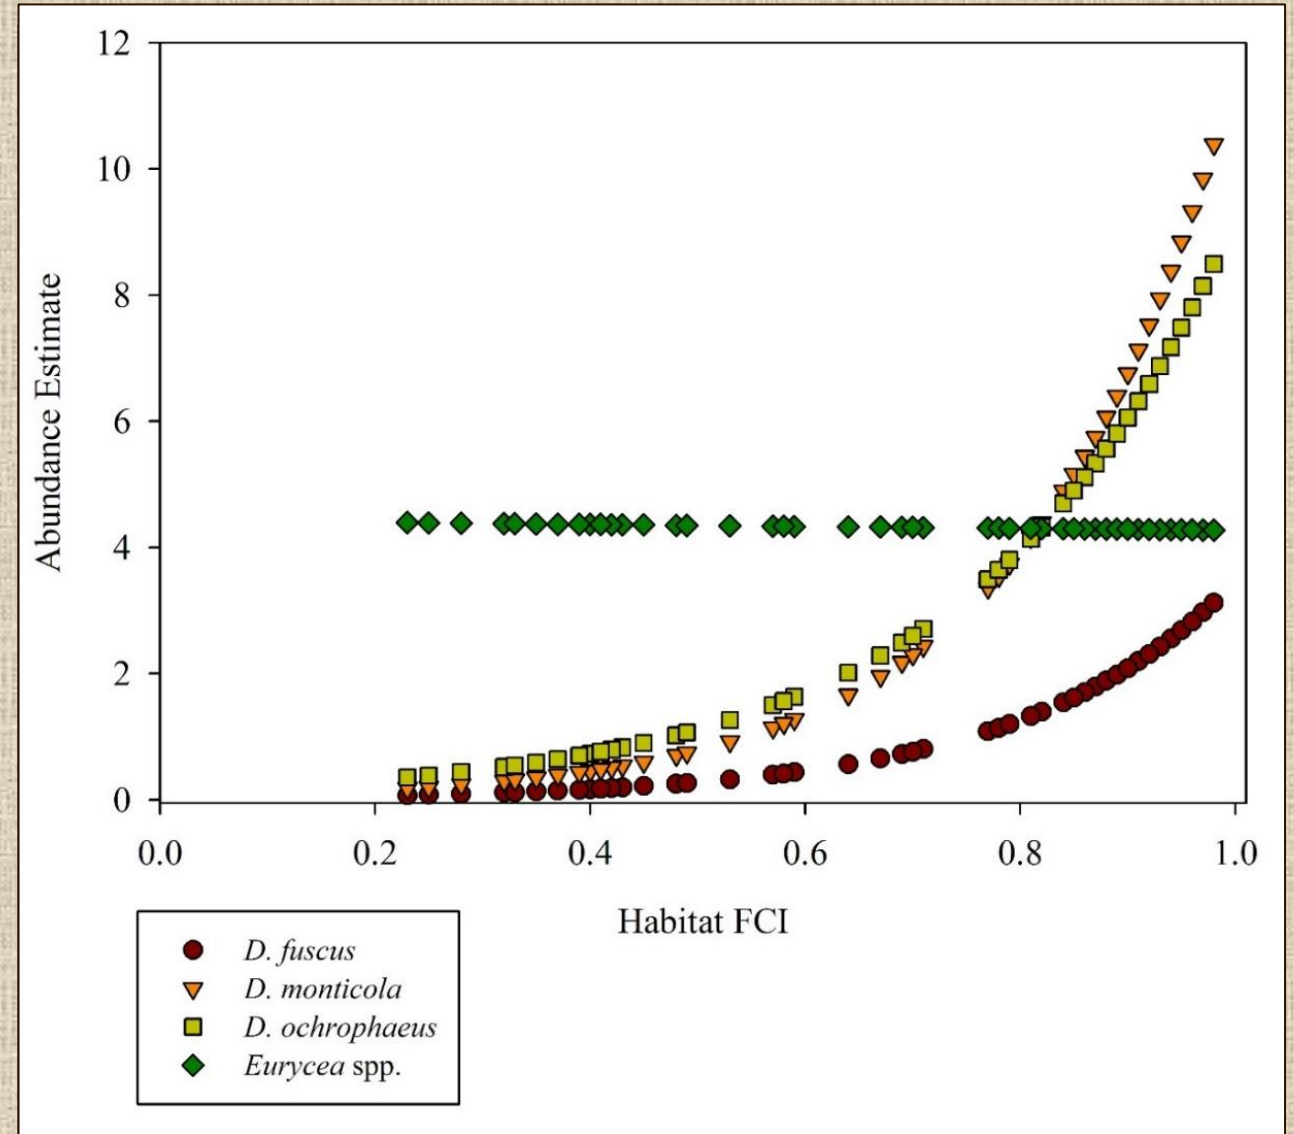 12
10
8
6
4
2
0
Abundance Estimate
0.0 0.2 0.4 0.6 0.8 1.0
Habitat FCI
D. fuscus
D. monticola
D. ochrophaeus
Eurycea spp.